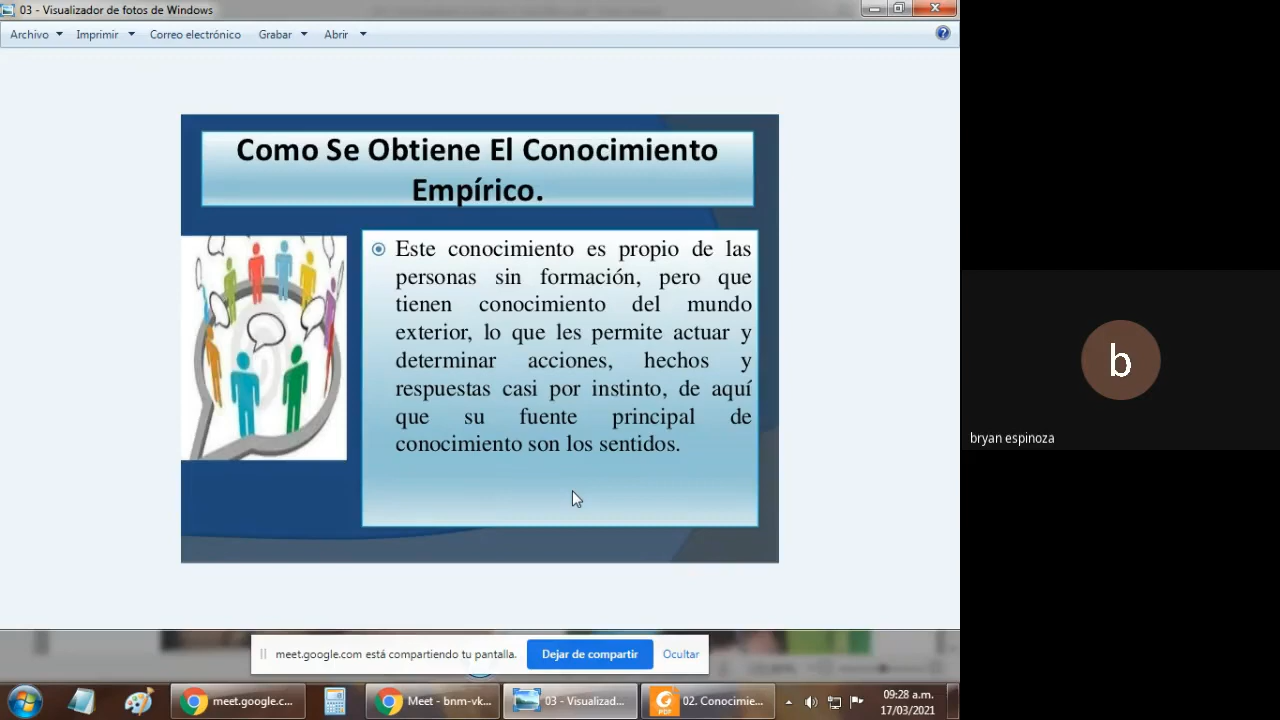 03 - Visualizador de fotos de Windows
Archivo Imprimir Correo electrónico Grabar Abrir
Como Se Obtiene El Conocimiento
Empírico.
Este conocimiento es propio de las
personas sin formación, pero que
tienen conocimiento del mundo
exterior, lo que les permite actuar y
determinar acciones, hechos y
respuestas casi por instinto, de aquí
que su fuente principal de
conocimiento son los sentidos.
b
bryan espinoza
meet.google.com está compartiendo tu pantalla. Dejar de compartir Ocultar
meet.google.c... Meet - bnm-vk... 03 - Visualizad... PDF 02. Conocimie... 09:28 a.m.
17/03/2021